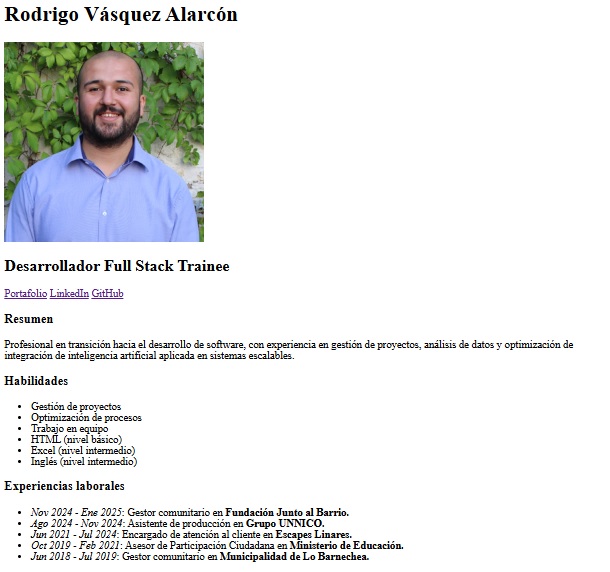 Rodrigo Vásquez Alarcón
Desarrollador Full Stack Trainee
Portafolio LinkedIn GitHub
Resumen
Profesional en transición hacia el desarrollo de software, con experiencia en gestión de proyectos, análisis de datos y optimización de
integración de inteligencia artificial aplicada en sistemas escalables.
Habilidades
Gestión de proyectos
Optimización de procesos
Trabajo en equipo
HTML (nivel básico)
Excel (nivel intermedio)
Inglés (nivel intermedio)
Experiencias laborales
Nov 2024 - Ene 2025: Gestor comunitario en Fundación Junto al Barrio.
Ago 2024 - Nov 2024: Asistente de producción en Grupo UNNICO.
Jun 2021 - Jul 2024: Encargado de atención al cliente en Escapes Linares.
Oct 2019 - Feb 2021: Asesor de Participación Ciudadana en Ministerio de Educación.
Jun 2018 - Jul 2019: Gestor comunitario en Municipalidad de Lo Barnechea.